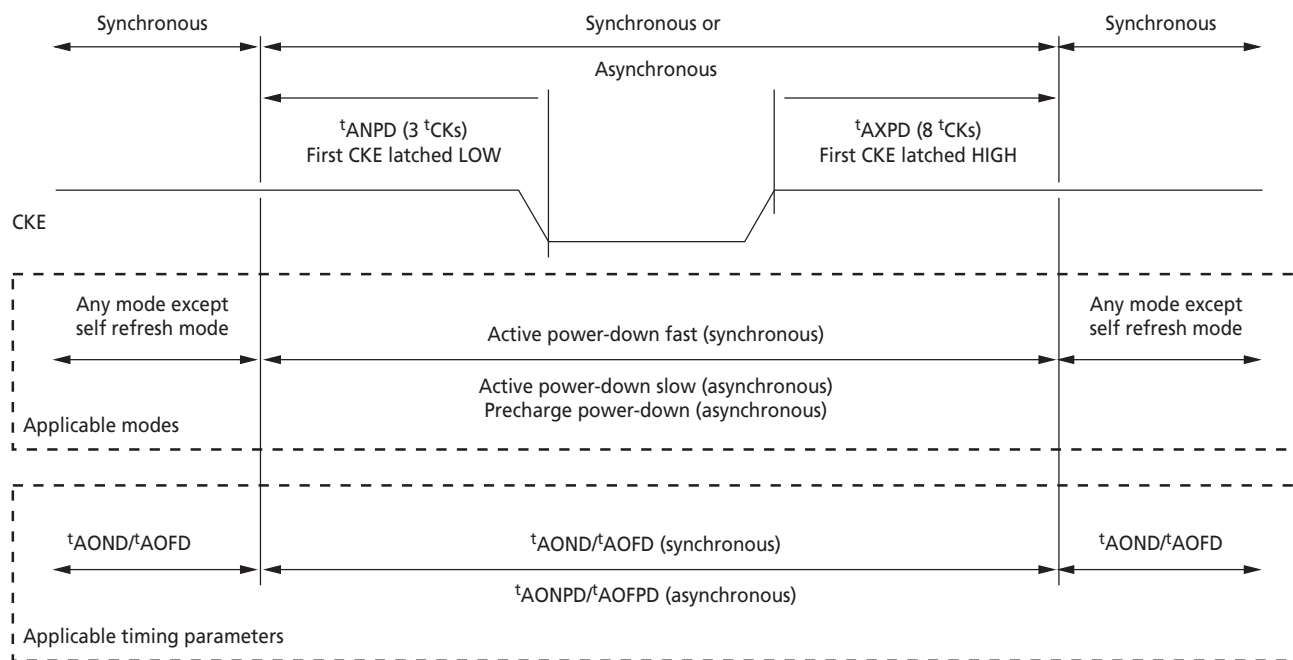 Synchronous
Synchronous or
Synchronous
Asynchronous
ᵗANPD (3 ᵗCKs)
First CKE latched LOW
ᵗAXPD (8 ᵗCKs)
First CKE latched HIGH
CKE
Any mode except
self refresh mode
Active power-down fast (synchronous)
Any mode except
self refresh mode
Active power-down slow (asynchronous)
Precharge power-down (asynchronous)
Applicable modes
ᵗAOND/ᵗAOFD
ᵗAOND/ᵗAOFD (synchronous)
ᵗAOND/ᵗAOFD
ᵗAONPD/ᵗAOFPD (asynchronous)
Applicable timing parameters